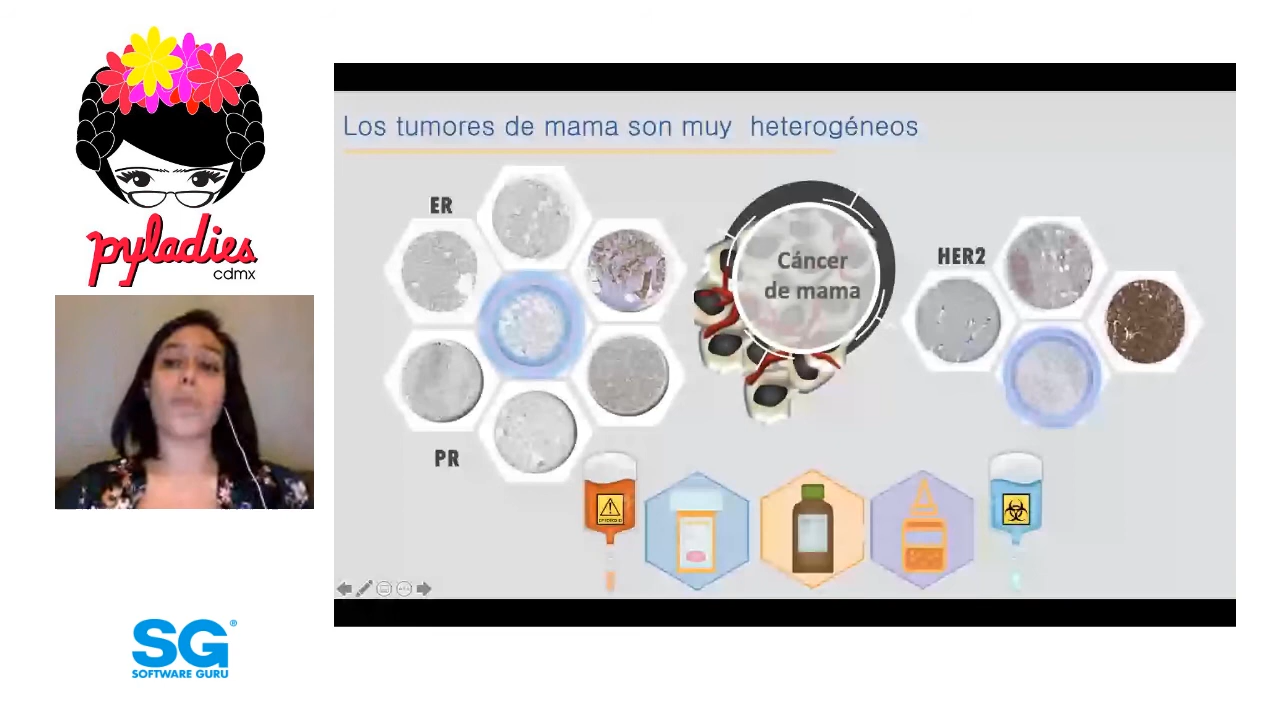 pyladies
cdmx
Los tumores de mama son muy heterogéneos
ER
PR
Cáncer
de mama
HER2
SG®
SOFTWARE GURU